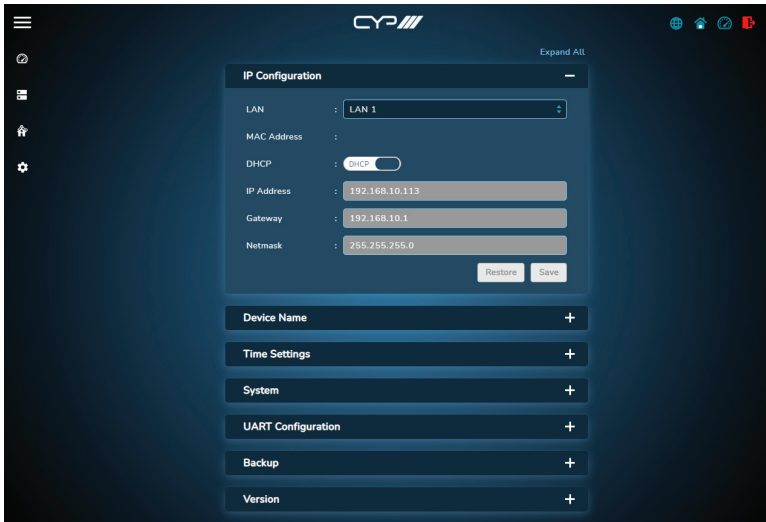 CYP
Expand All
IP Configuration
LAN : LAN 1
MAC Address :
DHCP : DHCP
IP Address : 192.168.10.113
Gateway : 192.168.10.1
Netmask : 255.255.255.0
Restore Save
Device Name
Time Settings
System
UART Configuration
Backup
Version